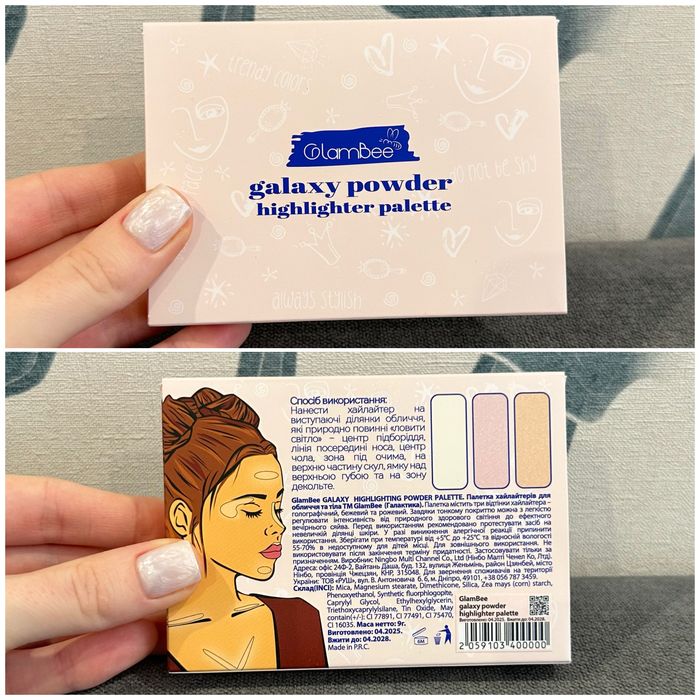 trendy colors
GlamBee
do not be shy
galaxy powder
highlighter palette
always stylish
Спосіб використання:
Нанести хайлайтер на
виступаючі ділянки обличчя,
які природно повинні «ловити
світло» – центр підборіддя,
лінія посередині носа, центр
чола, зона під очима, на
верхню частину скул, ямку над
верхньою губою та на зону
декольте.
GlamBee GALAXY HIGHLIGHTING POWDER PALETTE. Палетка хайлайтерів для
обличчя та тіла ТМ GlamBee (Галактика). Палетка містить три відтінки хайлайтера –
голографічний, бежевий та рожевий. Завдяки тонкому покриттю можна з легкістю
регулювати інтенсивність від природного здорового світіння до ефектного
вечірнього сяйва. Перед використанням рекомендовано протестувати засіб на
невеличкій ділянці шкіри. У разі виникнення алергічної реакції припинити
використання. Зберігати при температурі від +5°С до +25°С та відносній вологості
55-70% в недоступному для дітей місці. Для зовнішнього використання. Не
використовувати після закінчення терміну придатності. Застосовувати тільки за
призначенням. Виробник: Ningbo Multi Channel Co., Ltd (Нінбо Малті Ченел Ко, Лтд).
Адреса: офіс 24Ф-2, Вайтань Даша, буд. 132, вулиця Женьмінь, район Цзянбей, місто
Нінбо, провінція Чжецзян, КНР, 315048. Для звернення споживачів на території
України: ТОВ «РУШ», вул. В. Антоновича 6, 6, м. Дніпро, 49101, +38 056 787 3459.
Склад(INCI): Mica, Magnesium stearate, Dimethicone, Silica, Zea mays (corn) starch,
Phenoxyethanol, Synthetic fluorphlogopite,
Caprylyl Glycol, Ethylhexylglycerin,
Triethoxycaprylylsilane, Tin Oxide, May
contain(+/-): CI 77891, CI 77491, CI 75470,
CI 16035. Маса нетто: 9г.
Виготовлено: 04.2025.
Вжити до: 04.2028.
Made in P.R.C.
6M
GlamBee
galaxy powder
highlighter palette
Виготовлено: 04.2025. Вжити до: 04.2028.
2 059103 400000